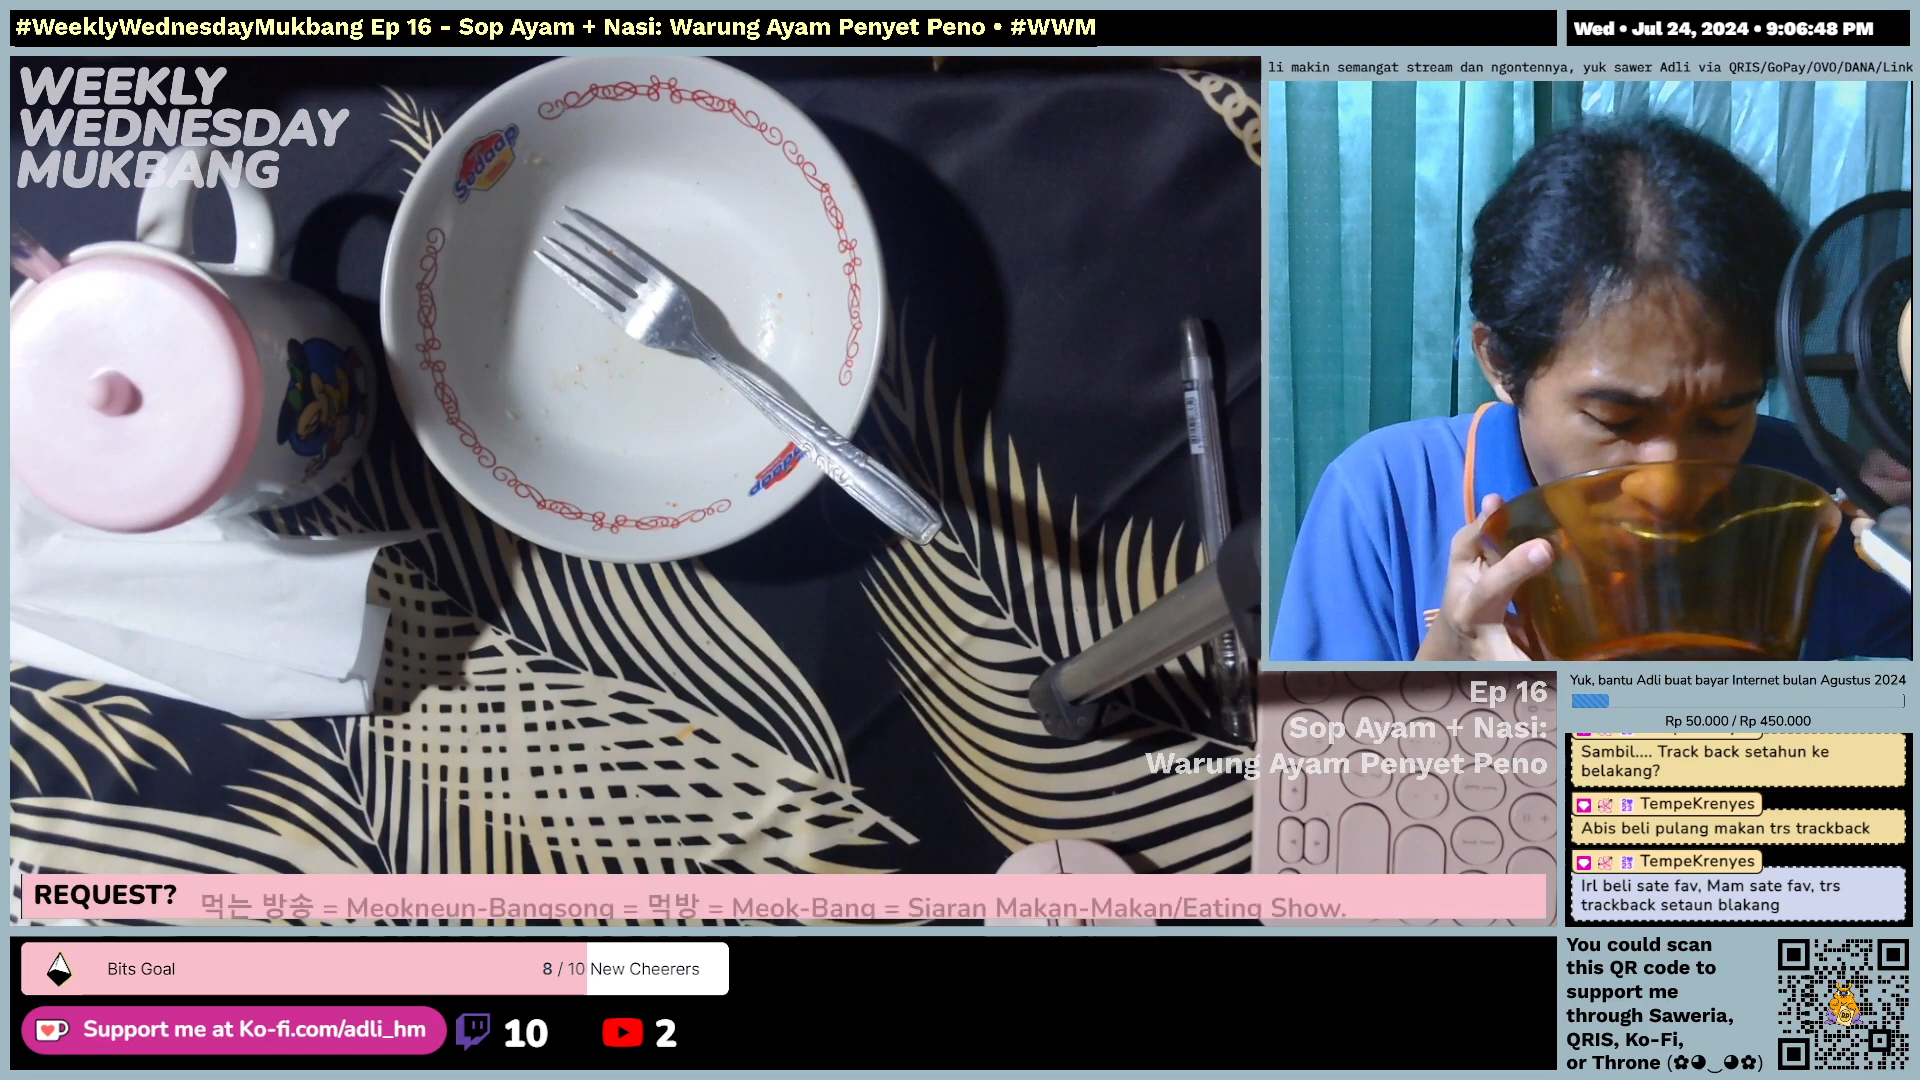 #WeeklyWednesdayMukbang Ep 16 - Sop Ayam + Nasi: Warung Ayam Penyet Peno • #WWM
Wed • Jul 24, 2024 • 9:06:48 PM
li makin semangat stream dan ngontennya, yuk sawer Adli via QRIS/GoPay/OVO/DANA/Link
WEEKLY
WEDNESDAY
MUKBANG
Sedaap
Sedaap
Ep 16
Sop Ayam + Nasi:
Warung Ayam Penyet Peno
Yuk, bantu Adli buat bayar Internet bulan Agustus 2024
Rp 50.000 / Rp 450.000
Sambil.... Track back setahun ke
belakang?
TempeKrenyes
Abis beli pulang makan trs trackback
TempeKrenyes
Irl beli sate fav, Mam sate fav, trs
trackback setaun blakang
REQUEST?
먹는 방송 = Meokneun-Bangsong = 먹방 = Meok-Bang = Siaran Makan-Makan/Eating Show.
Bits Goal
8 / 10 New Cheerers
Support me at Ko-fi.com/adli_hm
10
2
You could scan
this QR code to
support me
through Saweria,
QRIS, Ko-Fi,
or Throne (✿◕‿◕✿)